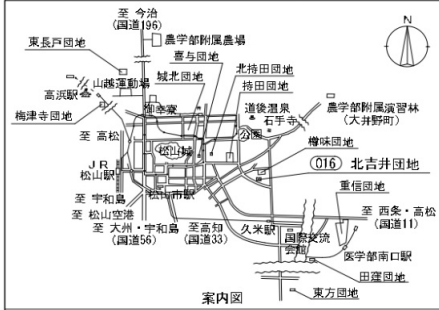 至 今治
(国道196)
N
東長戸団地
農学部附属農場
喜与団地
山越運動場
城北団地
北持田団地
高浜駅
持田団地
御幸寮
道後温泉
石手寺
農学部附属演習林
(大井野町)
梅津寺団地
公園
至 高松
松山城
樽味団地
016 北吉井団地
JR
松山駅
重信団地
松山市駅
至 宇和島
至 松山空港
至 大州・宇和島
(国道56)
至高知
(国道33)
久米駅
至 西条・高松
(国道11)
国際交流
会館
医学部南口駅
田窪団地
案内図
東方団地